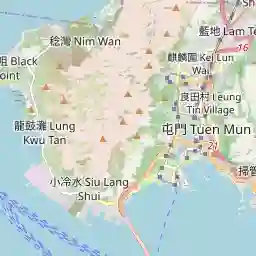 藍地 Lam Te
稔灣 Nim Wan
Shu
咀 Black
Point
麒麟圍 Kei Lun
Wai
良田村 Leung
Tin Village
龍鼓灘 Lung
Kwu Tan
屯門 Tuen Mun
21
掃管
小冷水 Siu Lang
Shui